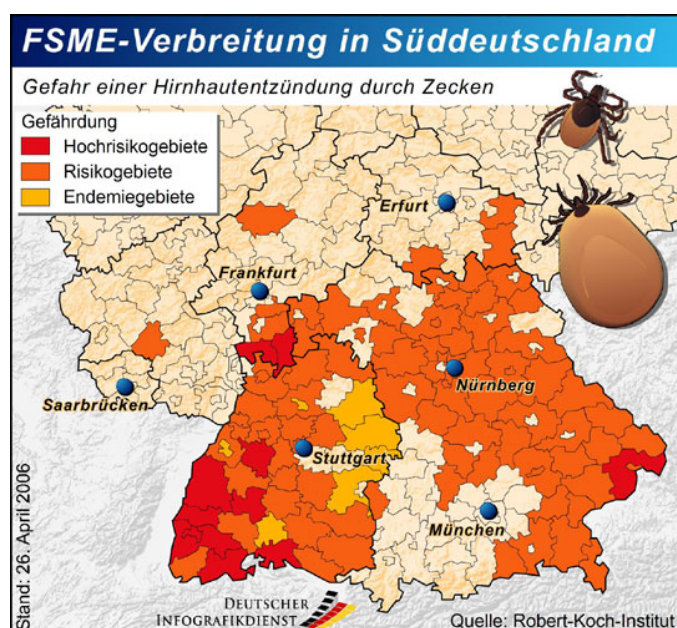 FSME-Verbreitung in Süddeutschland
Gefahr einer Hirnhautentzündung durch Zecken
Gefährdung
Hochrisikogebiete
Risikogebiete
Endemiegebiete
Erfurt
Frankfurt
Saarbrücken
Nürnberg
Stuttgart
München
Stand: 26. April 2006
DEUTSCHER
INFOGRAFIKDIENST
Quelle: Robert-Koch-Institut